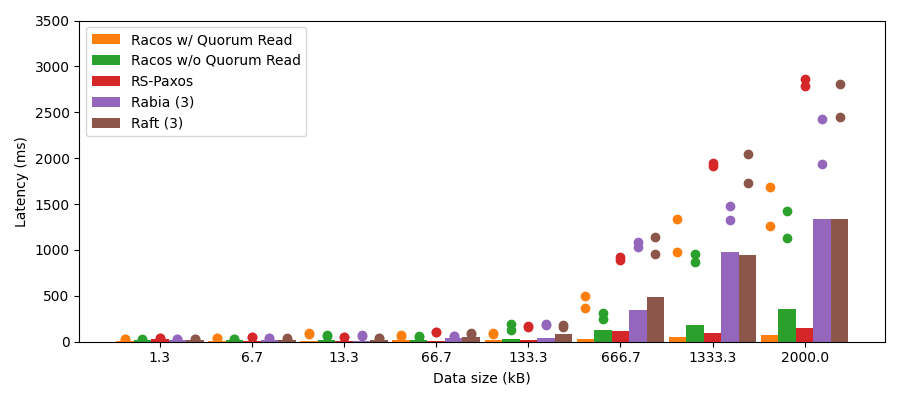 3500
3000
2500
2000
1500
1000
500
0
Latency (ms)
Racos w/ Quorum Read
Racos w/o Quorum Read
RS-Paxos
Rabia (3)
Raft (3)
1.3 6.7 13.3 66.7 133.3 666.7 1333.3 2000.0
Data size (kB)